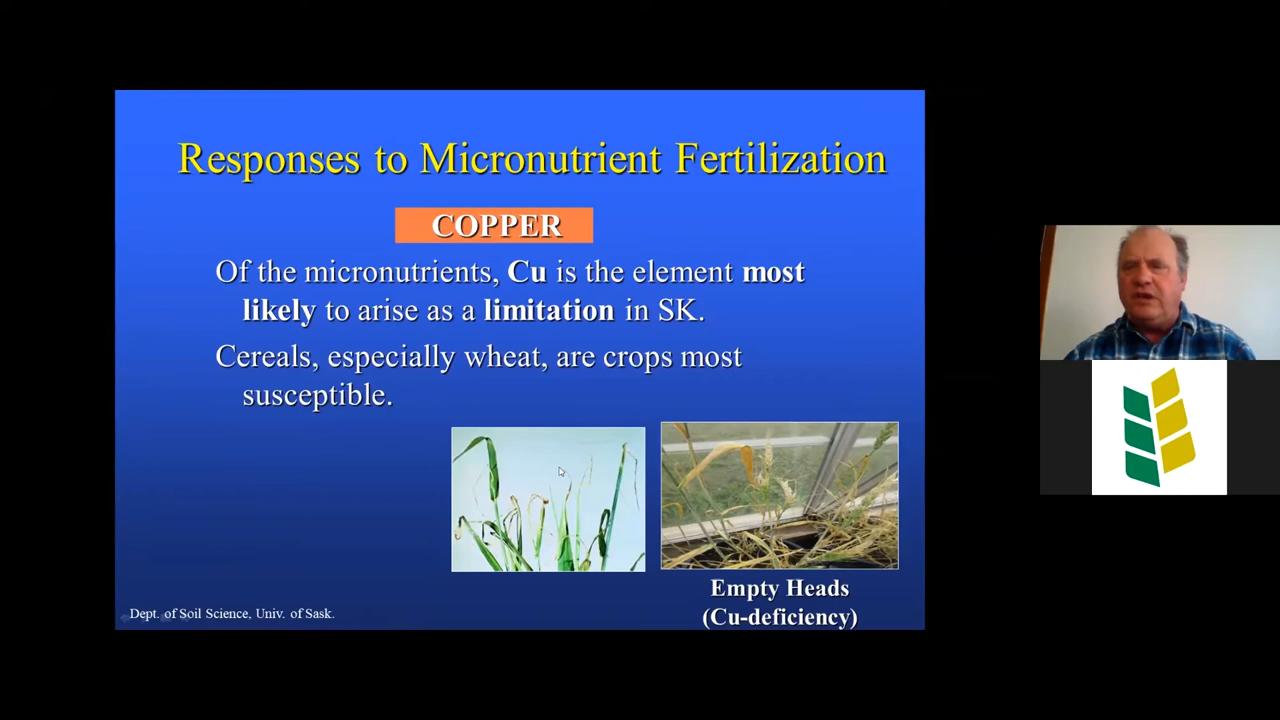 Responses to Micronutrient Fertilization
COPPER
Of the micronutrients, Cu is the element most
likely to arise as a limitation in SK.
Cereals, especially wheat, are crops most
susceptible.
Empty Heads
(Cu-deficiency)
Dept. of Soil Science, Univ. of Sask.